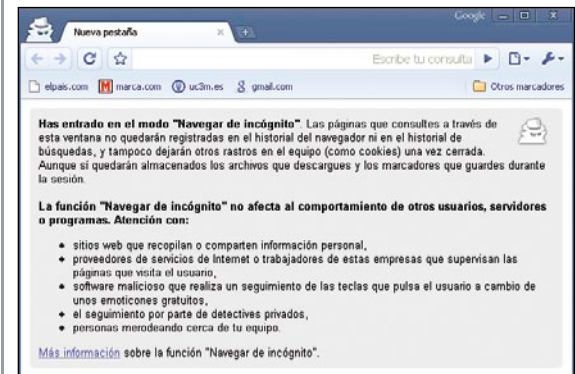 Google
Nueva pestaña
Escribe tu consulta
elpais.com marca.com uc3m.es gmail.com Otros marcadores
Has entrado en el modo "Navegar de incógnito". Las páginas que consultes a través de
esta ventana no quedarán registradas en el historial del navegador ni en el historial de
búsquedas, y tampoco dejarán otros rastros en el equipo (como cookies) una vez cerrada.
Aunque sí quedarán almacenados los archivos que descargues y los marcadores que guardes durante
la sesión.
La función "Navegar de incógnito" no afecta al comportamiento de otros usuarios, servidores
o programas. Atención con:
sitios web que recopilan o comparten información personal,
proveedores de servicios de Internet o trabajadores de estas empresas que supervisan las
páginas que visita el usuario,
software malicioso que realiza un seguimiento de las teclas que pulsa el usuario a cambio de
unos emoticones gratuitos,
el seguimiento por parte de detectives privados,
personas merodeando cerca de tu equipo.
Más información sobre la función "Navegar de incógnito".